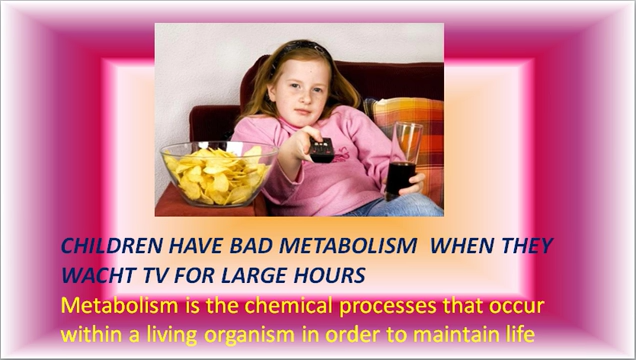 CHILDREN HAVE BAD METABOLISM  WHEN THEY
WACHT TV FOR LARGE HOURS
Metabolism is the chemical processes that occur
within a living organism in order to maintain life